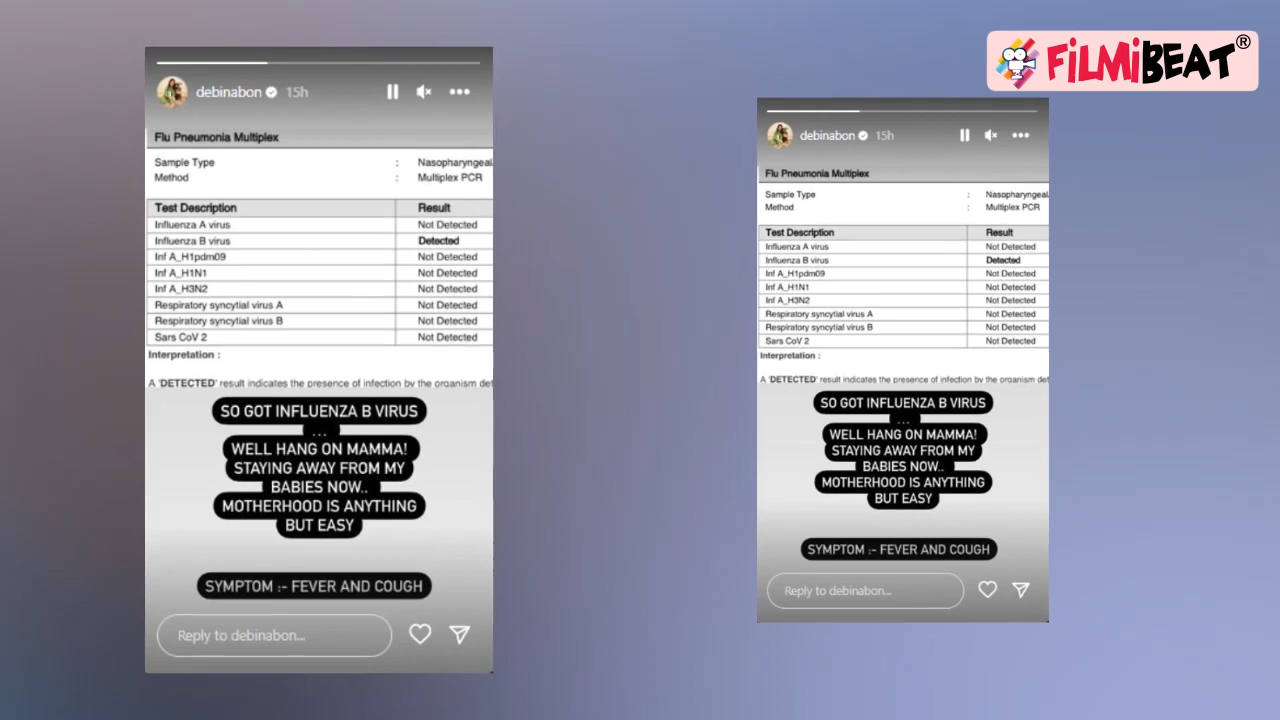 FiLMiBEAT®
debinabon 15h
Flu Pneumonia Multiplex
Sample Type : Nasopharyngeal
Method : Multiplex PCR
Test Description Result
Influenza A virus Not Detected
Influenza B virus Detected
Inf A_H1pdm09 Not Detected
Inf A_H1N1 Not Detected
Inf A_H3N2 Not Detected
Respiratory syncytial virus A Not Detected
Respiratory syncytial virus B Not Detected
Sars CoV 2 Not Detected
Interpretation :
A 'DETECTED' result indicates the presence of infection by the organism det
SO GOT INFLUENZA B VIRUS
...
WELL HANG ON MAMMA!
STAYING AWAY FROM MY
BABIES NOW..
MOTHERHOOD IS ANYTHING
BUT EASY
SYMPTOM :- FEVER AND COUGH
Reply to debinabon...
debinabon 15h
Flu Pneumonia Multiplex
Sample Type : Nasopharyngeal
Method : Multiplex PCR
Test Description Result
Influenza A virus Not Detected
Influenza B virus Detected
Inf A_H1pdm09 Not Detected
Inf A_H1N1 Not Detected
Inf A_H3N2 Not Detected
Respiratory syncytial virus A Not Detected
Respiratory syncytial virus B Not Detected
Sars CoV 2 Not Detected
Interpretation :
A 'DETECTED' result indicates the presence of infection by the organism det
SO GOT INFLUENZA B VIRUS
...
WELL HANG ON MAMMA!
STAYING AWAY FROM MY
BABIES NOW..
MOTHERHOOD IS ANYTHING
BUT EASY
SYMPTOM :- FEVER AND COUGH
Reply to debinabon...